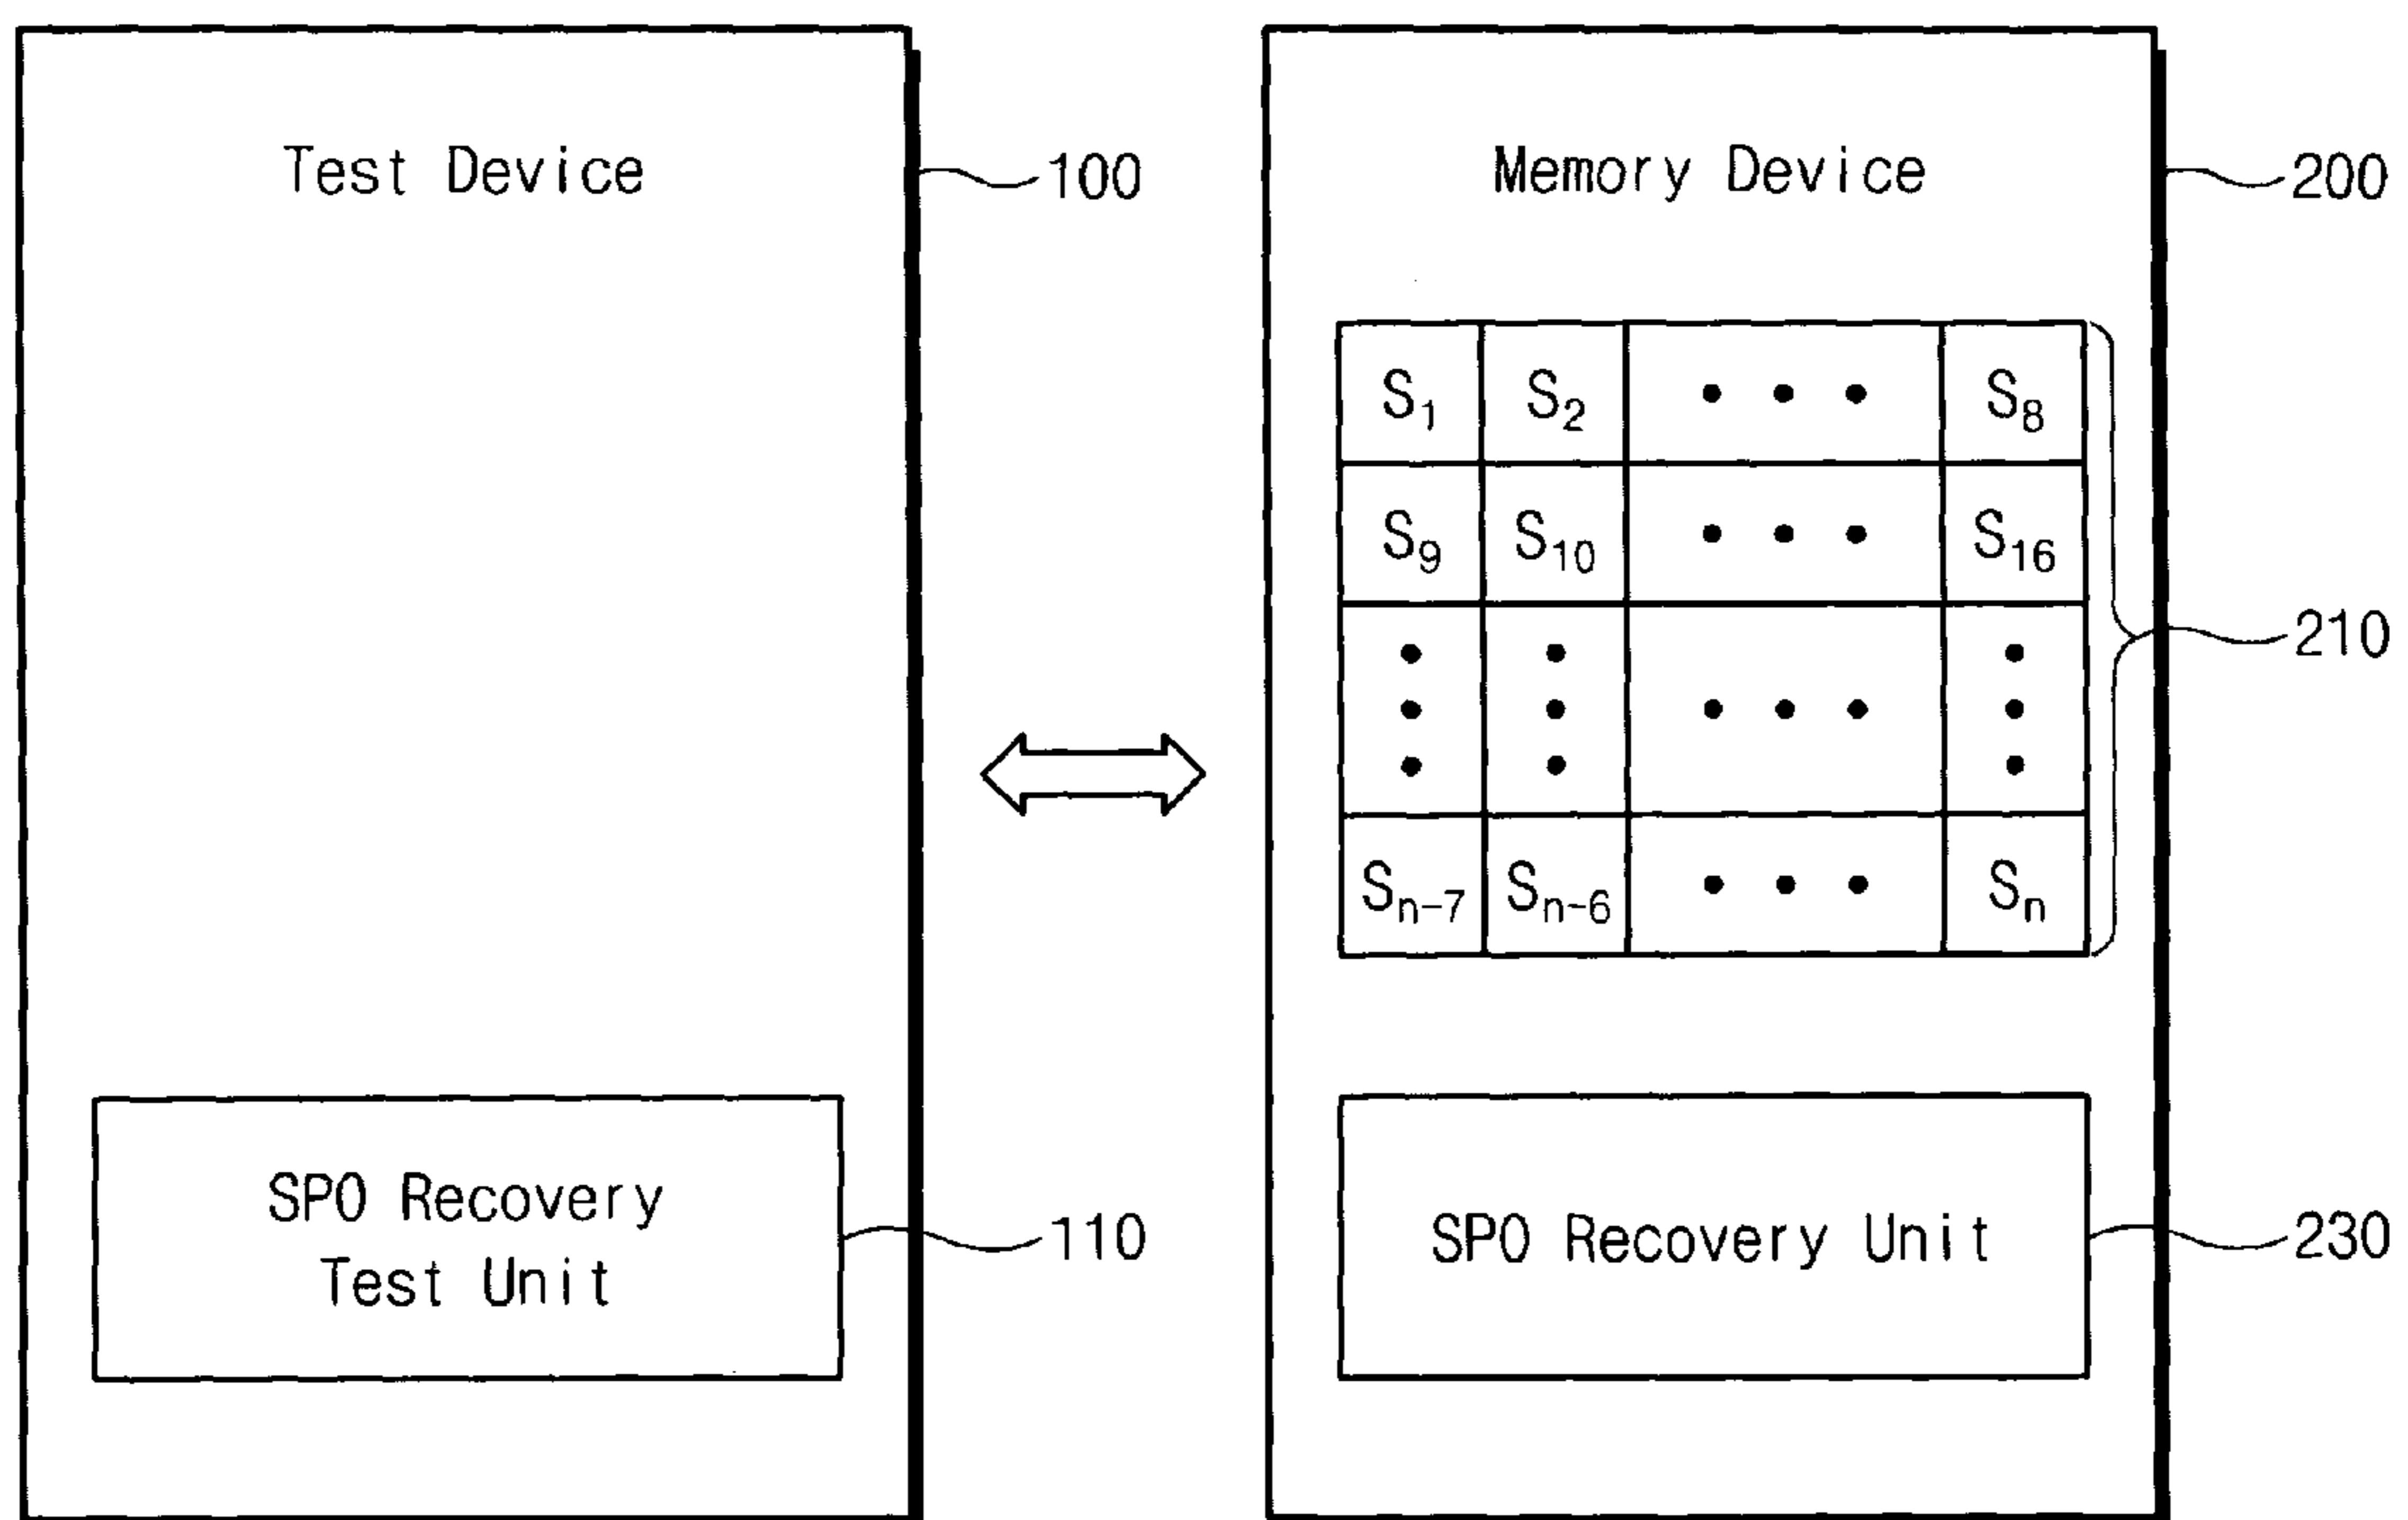 Test Device
100
SPO Recovery
Test Unit
110
Memory Device
200
S1 S2 • • • S8
S9 S10 • • • S16
210
Sn-7 Sn-6 • • • Sn
SPO Recovery Unit
230